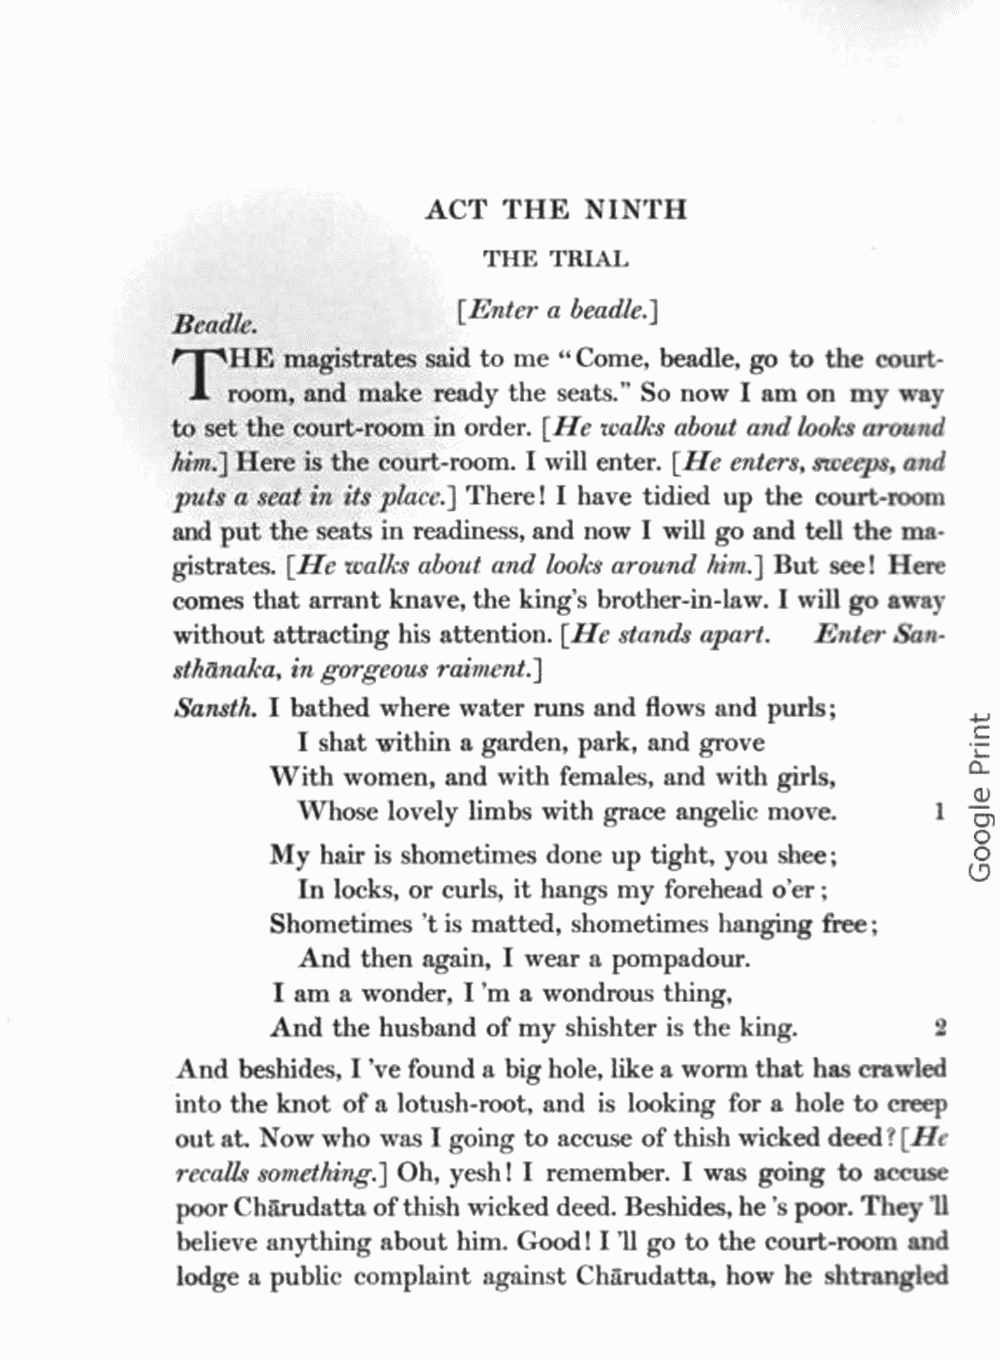 ACT THE NINTH
THE TRIAL
[Enter a beadle.]
Beadle.
THE magistrates said to me “Come, beadle, go to the court-
room, and make ready the seats.” So now I am on my way
to set the court-room in order. [He walks about and looks around
him.] Here is the court-room. I will enter. [He enters, sweeps, and
puts a seat in its place.] There! I have tidied up the court-room
and put the seats in readiness, and now I will go and tell the ma-
gistrates. [He walks about and looks around him.] But see! Here
comes that arrant knave, the king’s brother-in-law. I will go away
without attracting his attention. [He stands apart. Enter San-
sthānaka, in gorgeous raiment.]
Sansth. I bathed where water runs and flows and purls;
I shat within a garden, park, and grove
With women, and with females, and with girls,
Whose lovely limbs with grace angelic move. 1
My hair is shometimes done up tight, you shee;
In locks, or curls, it hangs my forehead o’er;
Shometimes ’t is matted, shometimes hanging free;
And then again, I wear a pompadour.
I am a wonder, I ’m a wondrous thing,
And the husband of my shishter is the king. 2
And beshides, I ’ve found a big hole, like a worm that has crawled
into the knot of a lotush-root, and is looking for a hole to creep
out at. Now who was I going to accuse of thish wicked deed? [He
recalls something.] Oh, yesh! I remember. I was going to accuse
poor Chārudatta of thish wicked deed. Beshides, he ’s poor. They ’ll
believe anything about him. Good! I ’ll go to the court-room and
lodge a public complaint against Chārudatta, how he shtrangled
Google Print